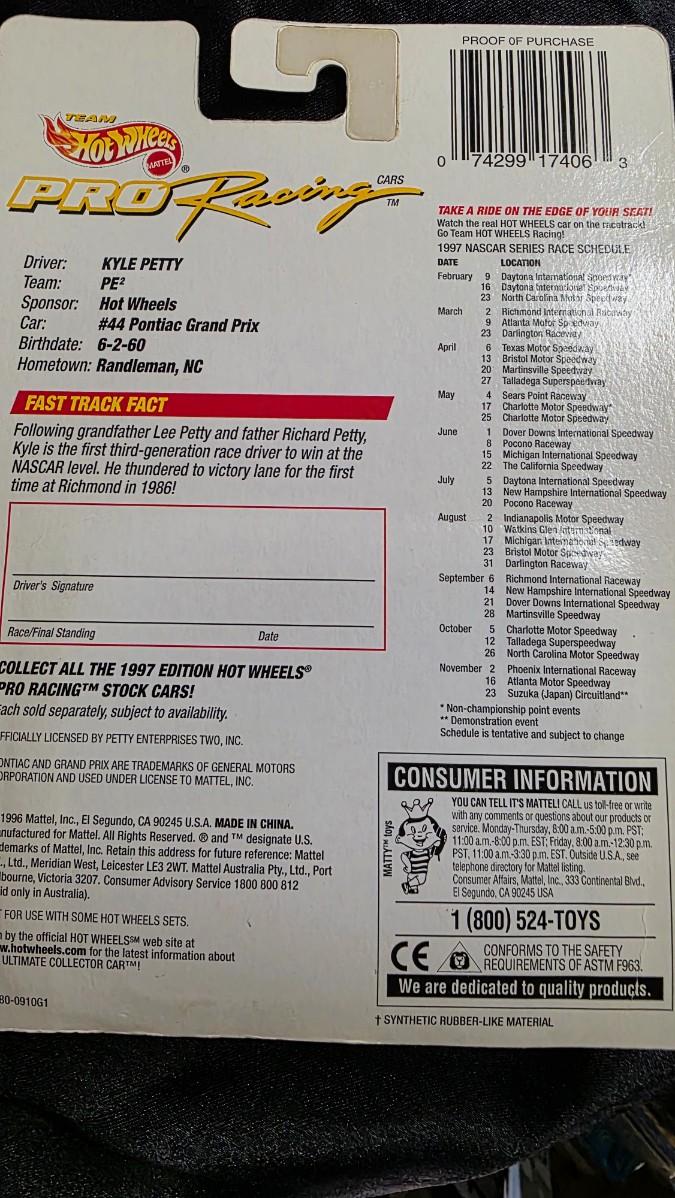 PROOF OF PURCHASE
0 74299 17406 3
TEAM
Hot Wheels
MATTEL ®
PRO Racing CARS TM
Driver: KYLE PETTY
Team: PE²
Sponsor: Hot Wheels
Car: #44 Pontiac Grand Prix
Birthdate: 6-2-60
Hometown: Randleman, NC
FAST TRACK FACT
Following grandfather Lee Petty and father Richard Petty,
Kyle is the first third-generation race driver to win at the
NASCAR level. He thundered to victory lane for the first
time at Richmond in 1986!
Driver's Signature
Race/Final Standing Date
COLLECT ALL THE 1997 EDITION HOT WHEELS®
PRO RACING™ STOCK CARS!
Each sold separately, subject to availability.
FFICIALLY LICENSED BY PETTY ENTERPRISES TWO, INC.
ONTIAC AND GRAND PRIX ARE TRADEMARKS OF GENERAL MOTORS
ORPORATION AND USED UNDER LICENSE TO MATTEL, INC.
1996 Mattel, Inc., El Segundo, CA 90245 U.S.A. MADE IN CHINA.
nufactured for Mattel. All Rights Reserved. ® and ™ designate U.S.
demarks of Mattel, Inc. Retain this address for future reference: Mattel
., Ltd., Meridian West, Leicester LE3 2WT. Mattel Australia Pty., Ltd., Port
lbourne, Victoria 3207. Consumer Advisory Service 1800 800 812
id only in Australia).
FOR USE WITH SOME HOT WHEELS SETS.
by the official HOT WHEELS℠ web site at
w.hotwheels.com for the latest information about
ULTIMATE COLLECTOR CAR™!
80-0910G1
TAKE A RIDE ON THE EDGE OF YOUR SEAT!
Watch the real HOT WHEELS car on the racetrack!
Go Team HOT WHEELS Racing!
1997 NASCAR SERIES RACE SCHEDULE
DATE LOCATION
February 9 Daytona International Speedway*
16 Daytona International Speedway
23 North Carolina Motor Speedway
March 2 Richmond International Raceway
9 Atlanta Motor Speedway
23 Darlington Raceway
April 6 Texas Motor Speedway
13 Bristol Motor Speedway
20 Martinsville Speedway
27 Talladega Superspeedway
May 4 Sears Point Raceway
17 Charlotte Motor Speedway*
25 Charlotte Motor Speedway
June 1 Dover Downs International Speedway
8 Pocono Raceway
15 Michigan International Speedway
22 The California Speedway
July 5 Daytona International Speedway
13 New Hampshire International Speedway
20 Pocono Raceway
August 2 Indianapolis Motor Speedway
10 Watkins Glen International
17 Michigan International Speedway
23 Bristol Motor Speedway
31 Darlington Raceway
September 6 Richmond International Raceway
14 New Hampshire International Speedway
21 Dover Downs International Speedway
28 Martinsville Speedway
October 5 Charlotte Motor Speedway
12 Talladega Superspeedway
26 North Carolina Motor Speedway
November 2 Phoenix International Raceway
16 Atlanta Motor Speedway
23 Suzuka (Japan) Circuitland**
* Non-championship point events
** Demonstration event
Schedule is tentative and subject to change
CONSUMER INFORMATION
MATTY™ toys
YOU CAN TELL IT'S MATTEL! CALL us toll-free or write
with any comments or questions about our products or
service. Monday-Thursday, 8:00 a.m.-5:00 p.m. PST;
11:00 a.m.-8:00 p.m. EST; Friday, 8:00 a.m.-12:30 p.m.
PST, 11:00 a.m.-3:30 p.m. EST. Outside U.S.A., see
telephone directory for Mattel listing.
Consumer Affairs, Mattel, Inc., 333 Continental Blvd.,
El Segundo, CA 90245 USA
1 (800) 524-TOYS
CE
CONFORMS TO THE SAFETY
REQUIREMENTS OF ASTM F963.
We are dedicated to quality products.
† SYNTHETIC RUBBER-LIKE MATERIAL